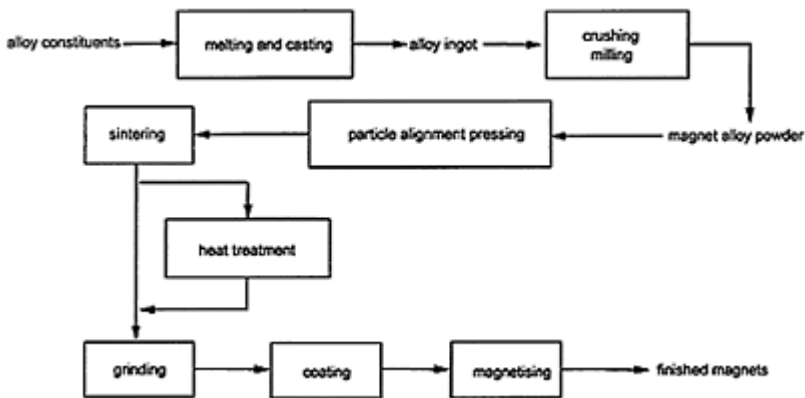 alloy constituents
melting and casting
alloy ingot
crushing
milling
sintering
particle alignment pressing
magnet alloy powder
heat treatment
grinding
coating
magnetising
finished magnets